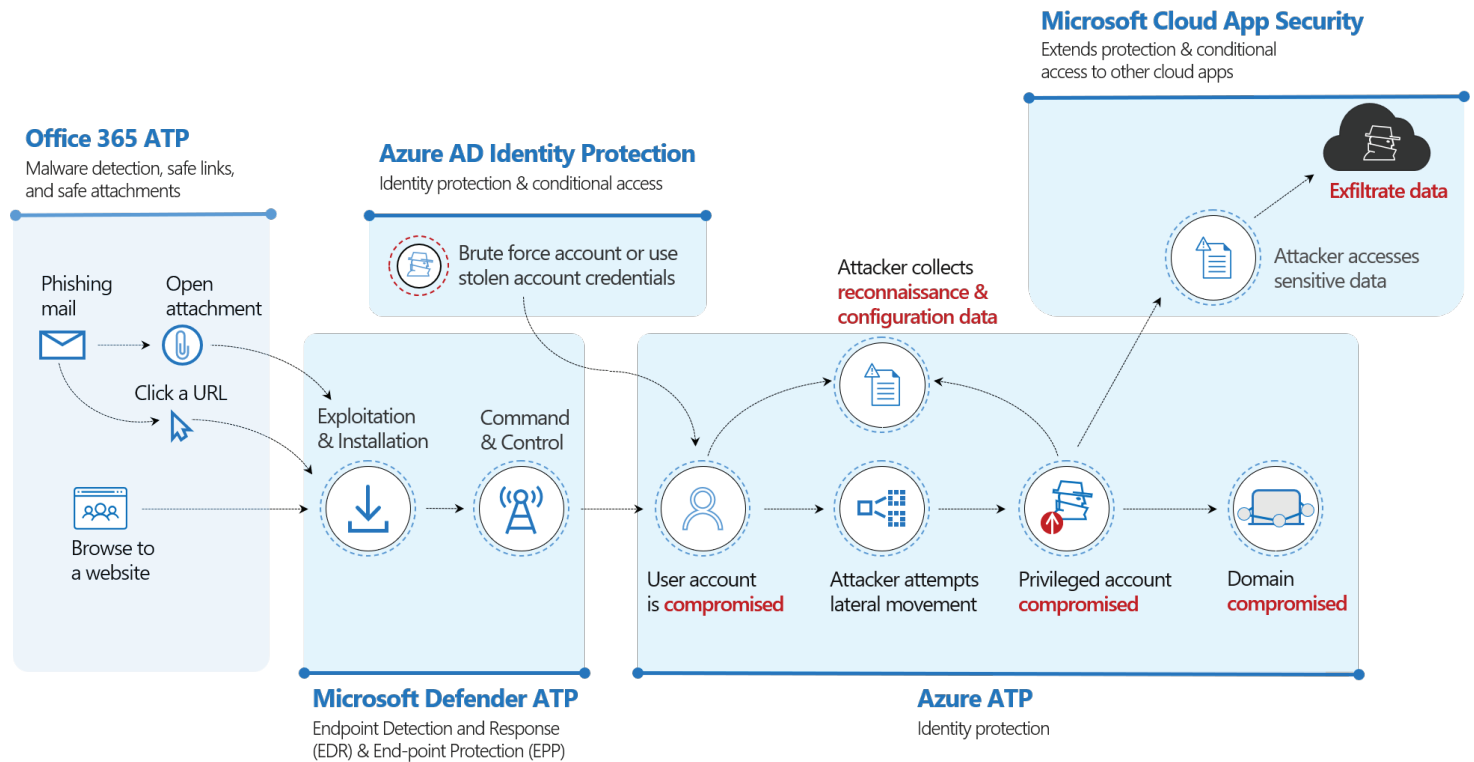 Microsoft Cloud App Security
Extends protection & conditional
access to other cloud apps
Office 365 ATP
Malware detection, safe links,
and safe attachments
Azure AD Identity Protection
Identity protection & conditional access
Exfiltrate data
Brute force account or use
stolen account credentials
Attacker accesses
sensitive data
Attacker collects
reconnaissance &
configuration data
Phishing
mail
Open
attachment
Click a URL
Exploitation
& Installation
Command
& Control
Browse to
a website
User account
is compromised
Attacker attempts
lateral movement
Privileged account
compromised
Domain
compromised
Microsoft Defender ATP
Endpoint Detection and Response
(EDR) & End-point Protection (EPP)
Azure ATP
Identity protection